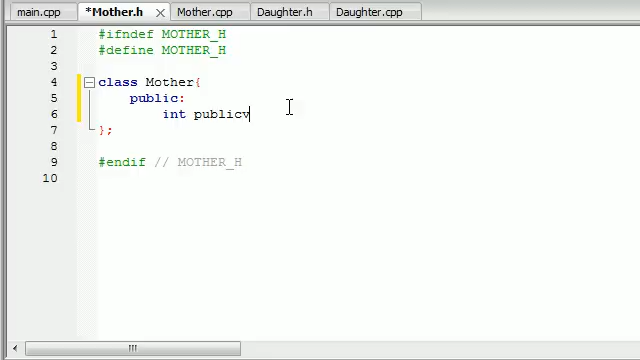 main.cpp *Mother.h Mother.cpp Daughter.h Daughter.cpp
1 #ifndef MOTHER_H
2 #define MOTHER_H
3
4 class Mother{
5 public:
6 int publicv
7 };
8
9 #endif // MOTHER_H
10